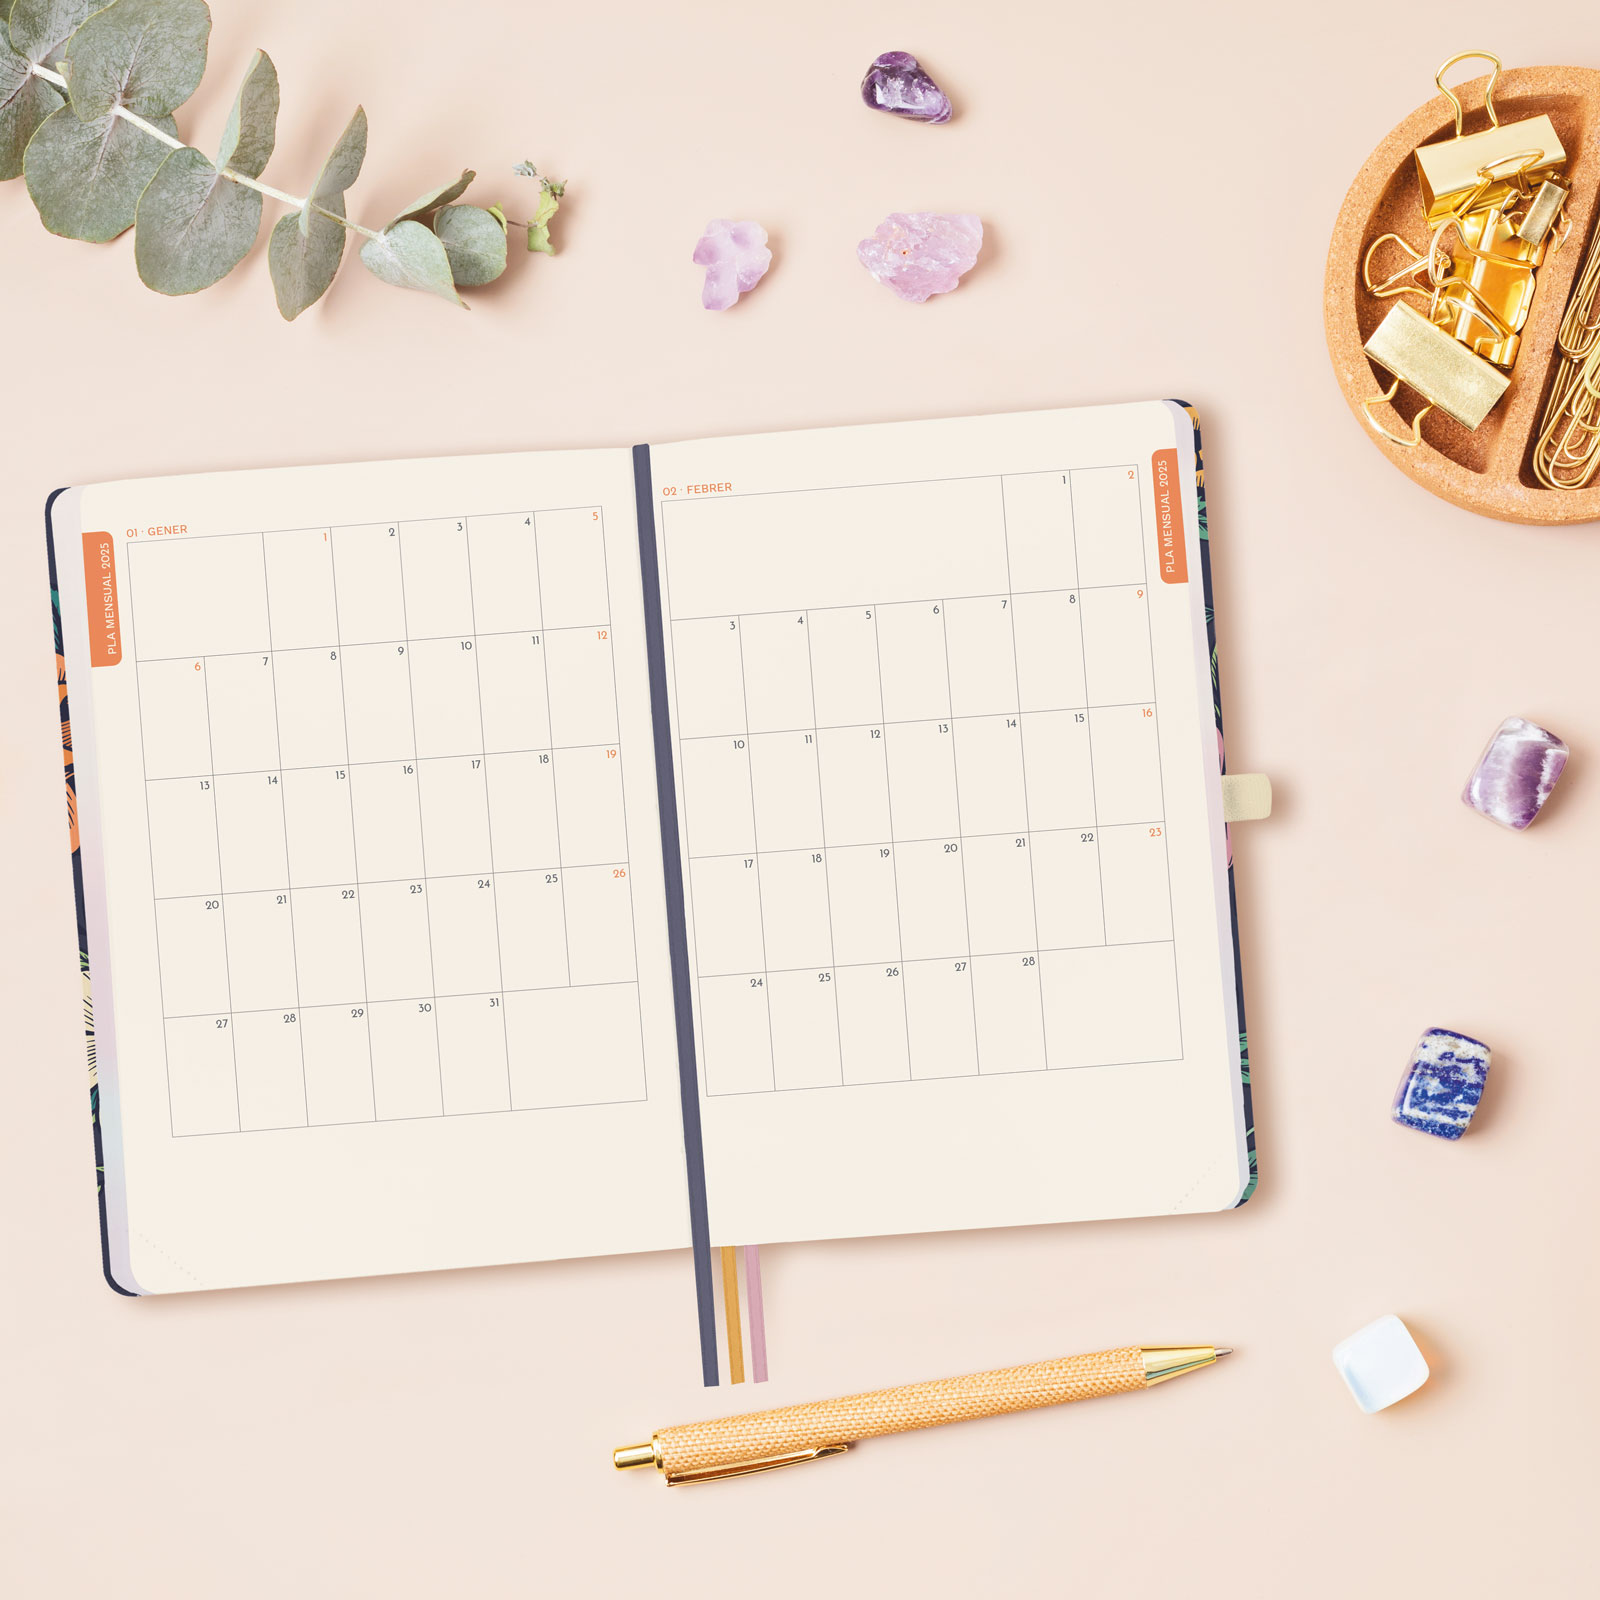 PLA MENSUAL 2025
01 · GENER
1 2 3 4 5
6 7 8 9 10 11 12
13 14 15 16 17 18 19
20 21 22 23 24 25 26
27 28 29 30 31
02 · FEBRER
1 2
3 4 5 6 7 8 9
10 11 12 13 14 15 16
17 18 19 20 21 22 23
24 25 26 27 28
PLA MENSUAL 2025